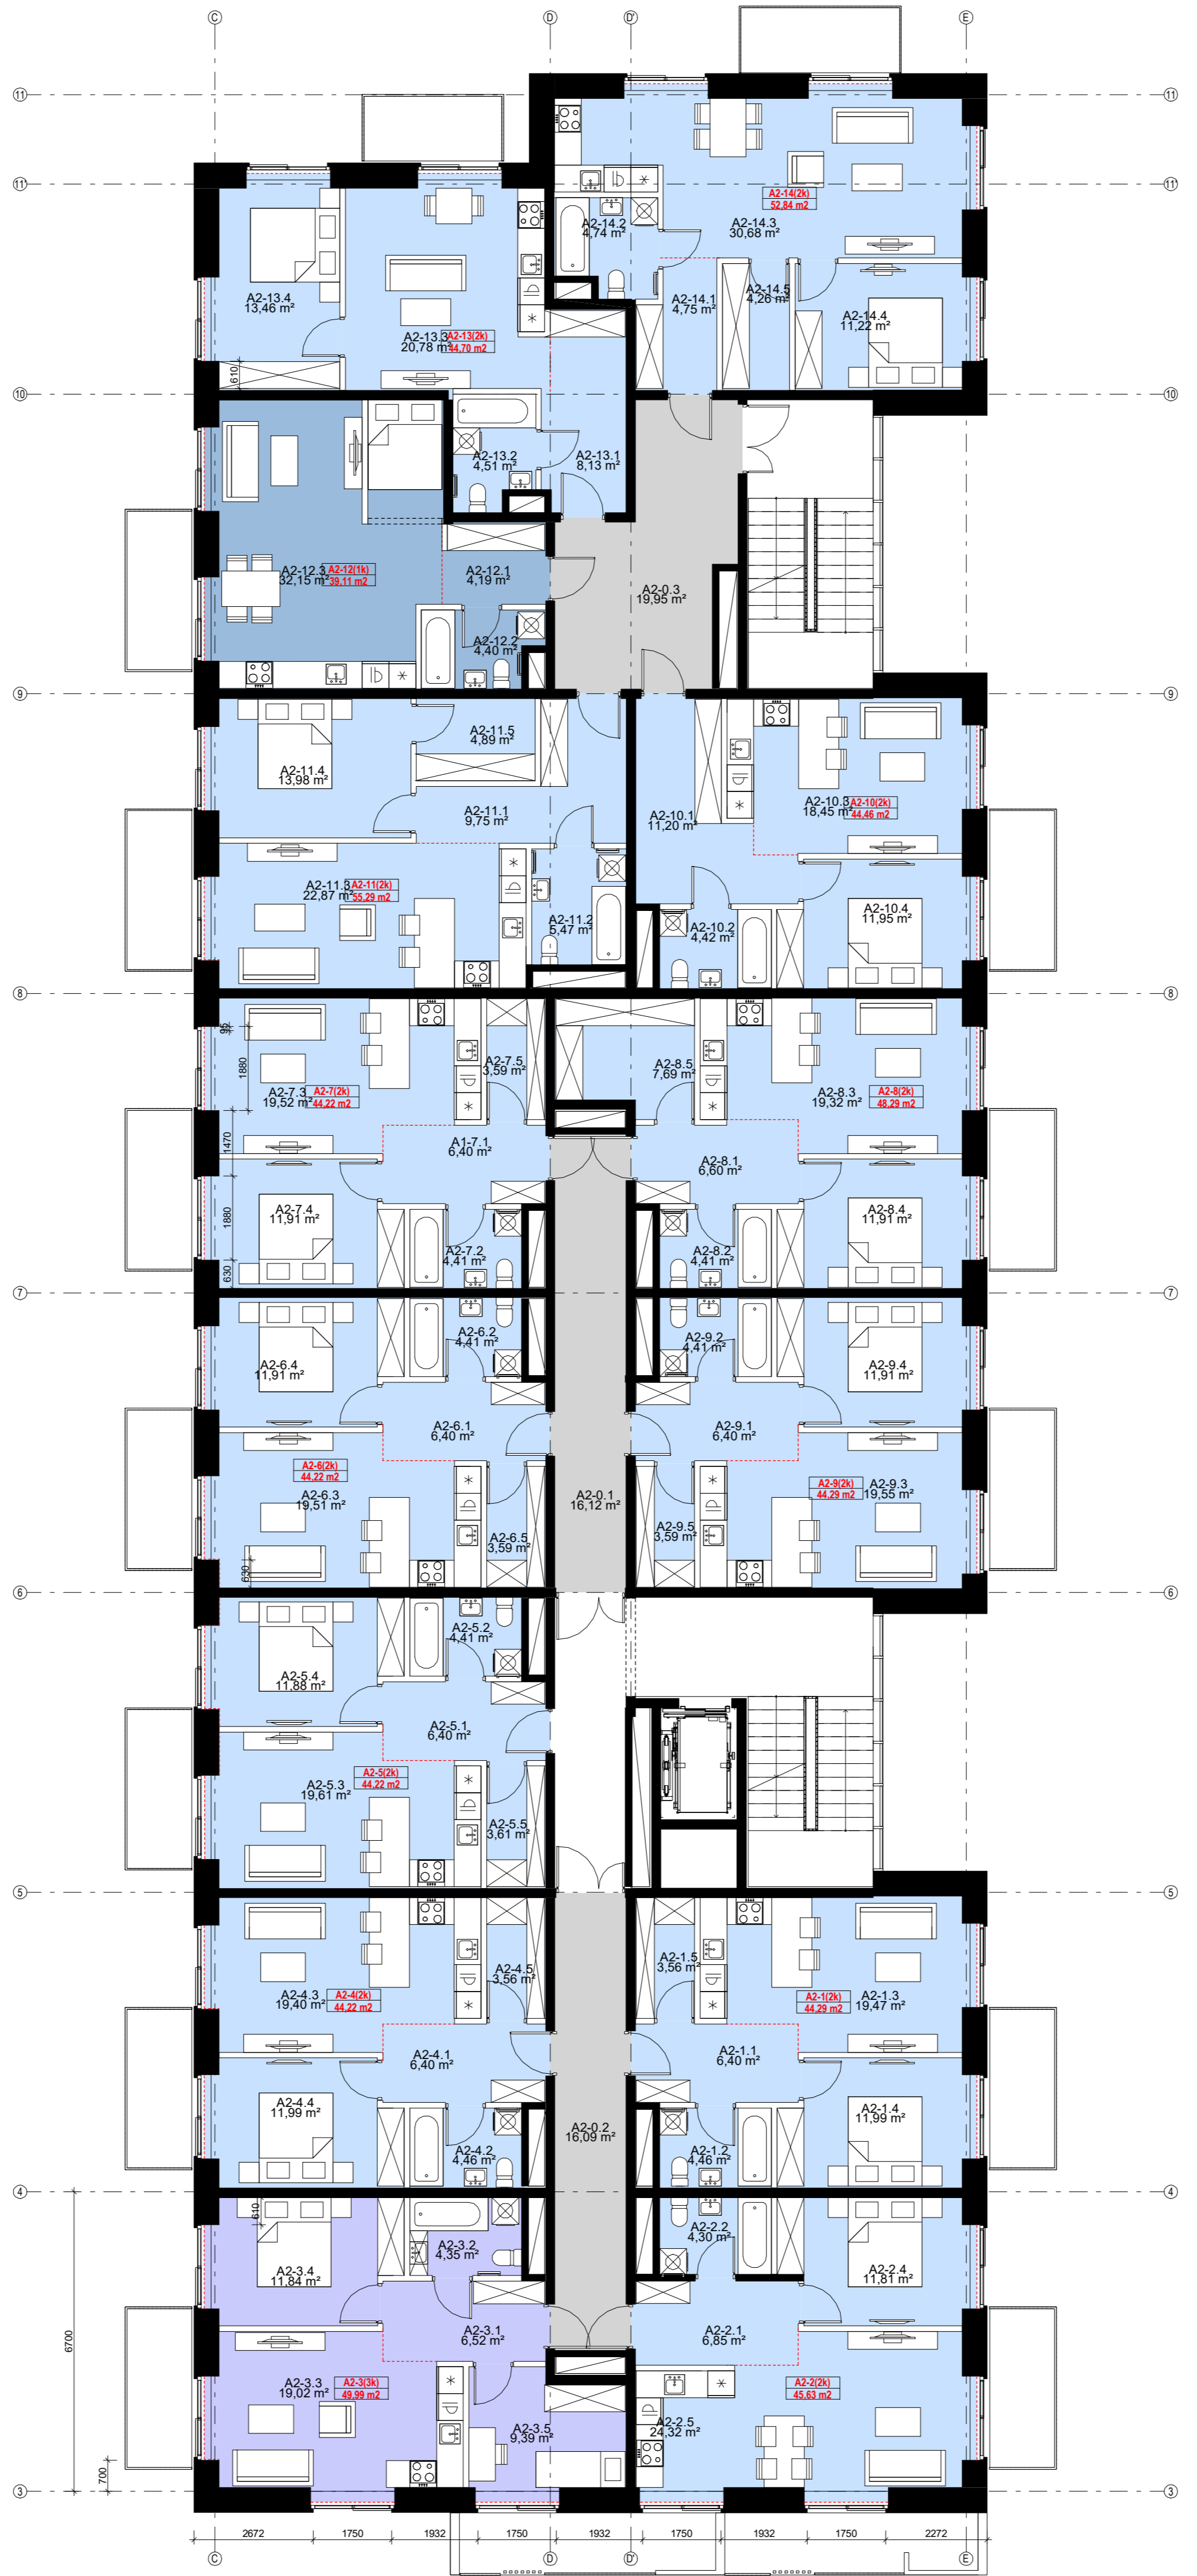 C
D
D'
E
11
11
11'
11'
A2-14(2k)
52,84 m2
A2-14.2
4,74 m²
A2-14.3
30,68 m²
A2-14.5
4,26 m²
A2-14.1
4,75 m²
A2-14.4
11,22 m²
A2-13.4
13,46 m²
A2-13.3
20,78 m²
A2-13(2k)
44,70 m2
610
10
10
A2-13.2
4,51 m²
A2-13.1
8,13 m²
A2-12.3
32,15 m²
A2-12(1k)
39,11 m2
A2-12.1
4,19 m²
A2-12.2
4,40 m²
A2-0.3
19,95 m²
9
9
A2-11.5
4,89 m²
A2-11.4
13,98 m²
A2-11.1
9,75 m²
A2-10.3
18,45 m²
A2-10(2k)
44,46 m2
A2-10.1
11,20 m²
A2-11.3
22,87 m²
A2-11(2k)
55,29 m2
A2-11.2
5,47 m²
A2-10.2
4,42 m²
A2-10.4
11,95 m²
8
8
95
1880
A2-7.3
19,52 m²
A2-7(2k)
44,22 m2
A2-7.5
3,59 m²
A2-8.5
7,69 m²
A2-8.3
19,32 m²
A2-8(2k)
48,29 m2
1470
A1-7.1
6,40 m²
A2-8.1
6,60 m²
1880
A2-7.4
11,91 m²
A2-7.2
4,41 m²
A2-8.2
4,41 m²
A2-8.4
11,91 m²
630
7
7
A2-6.2
4,41 m²
A2-9.2
4,41 m²
A2-6.4
11,91 m²
A2-9.4
11,91 m²
A2-6.1
6,40 m²
A2-9.1
6,40 m²
A2-6(2k)
44,22 m2
A2-6.3
19,51 m²
A2-0.1
16,12 m²
A2-9(2k)
44,29 m2
A2-9.3
19,55 m²
A2-6.5
3,59 m²
A2-9.5
3,59 m²
630
6
6
A2-5.2
4,41 m²
A2-5.4
11,88 m²
A2-5.1
6,40 m²
A2-5.3
19,61 m²
A2-5(2k)
44,22 m2
A2-5.5
3,61 m²
5
5
A2-4.5
3,56 m²
A2-1.5
3,56 m²
A2-4.3
19,40 m²
A2-4(2k)
44,22 m2
A2-1(2k)
44,29 m2
A2-1.3
19,47 m²
A2-4.1
6,40 m²
A2-1.1
6,40 m²
A2-4.4
11,99 m²
A2-1.4
11,99 m²
A2-0.2
16,09 m²
A2-4.2
4,46 m²
A2-1.2
4,46 m²
4
4
610
A2-2.2
4,30 m²
A2-3.2
4,35 m²
A2-3.4
11,84 m²
A2-2.4
11,81 m²
A2-3.1
6,52 m²
A2-2.1
6,85 m²
6700
A2-3.3
19,02 m²
A2-3(3k)
49,99 m2
A2-2(2k)
45,63 m2
A2-3.5
9,39 m²
A2-2.5
24,32 m²
700
3
3
2672
1750
1932
1750
1932
1750
1932
1750
2272
C
D
D'
E